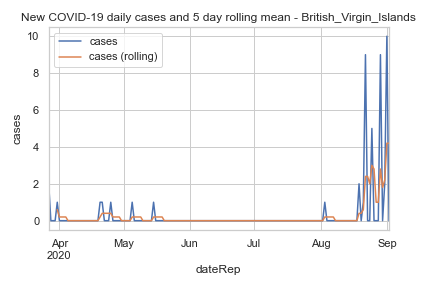 New COVID-19 daily cases and 5 day rolling mean - British_Virgin_Islands
cases
cases (rolling)
10
8
6
4
2
0
cases
Apr
2020
May
Jun
Jul
Aug
Sep
dateRep